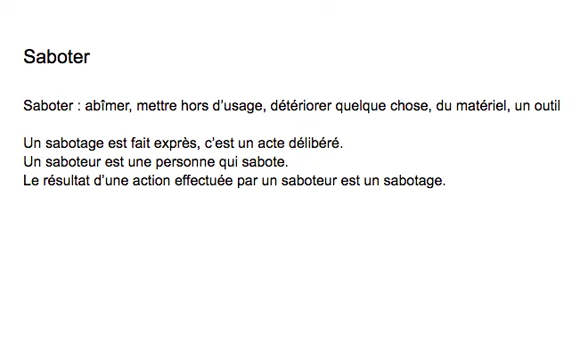 Saboter
Saboter : abîmer, mettre hors d’usage, détériorer quelque chose, du matériel, un outil
Un sabotage est fait exprès, c'est un acte délibéré.
Un saboteur est une personne qui sabote.
Le résultat d’une action effectuée par un saboteur est un sabotage.